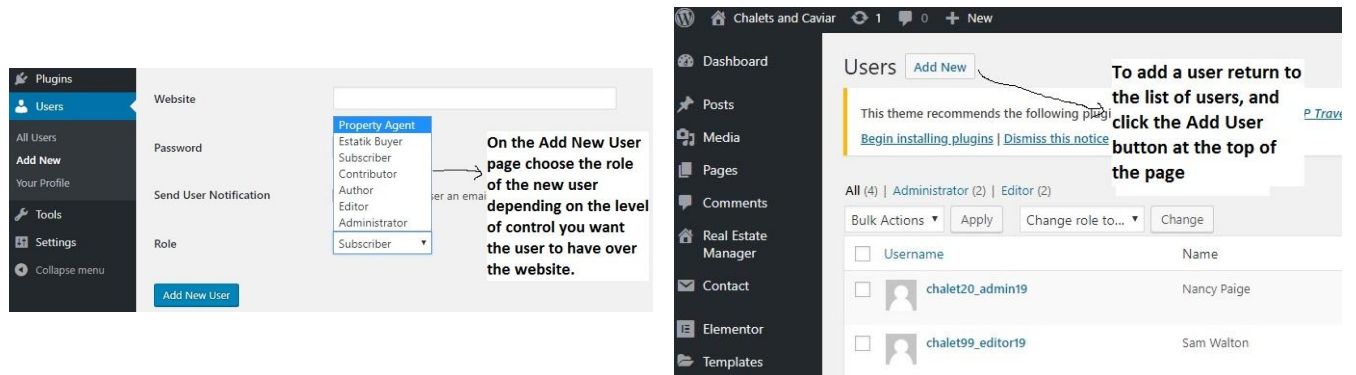 Plugins
Users
All Users
Add New
Your Profile
Tools
Settings
Collapse menu
Website
Password
Send User Notification
Role
Property Agent
Estatik Buyer
Subscriber
Contributor
Author
Editor
Administrator
Subscriber
er an emai
Add New User
On the Add New User
page choose the role
of the new user
depending on the level
of control you want
the user to have over
the website.
Chalets and Caviar 1 0 + New
Dashboard
Posts
Media
Pages
Comments
Real Estate
Manager
Contact
Elementor
Templates
Users Add New
This theme recommends the following plugi
P Trave
Begin installing plugins | Dismiss this notice
To add a user return to
the list of users, and
click the Add User
button at the top of
the page
All (4) | Administrator (2) | Editor (2)
Bulk Actions Apply Change role to... Change
Username Name
chalet20_admin19 Nancy Paige
chalet99_editor19 Sam Walton